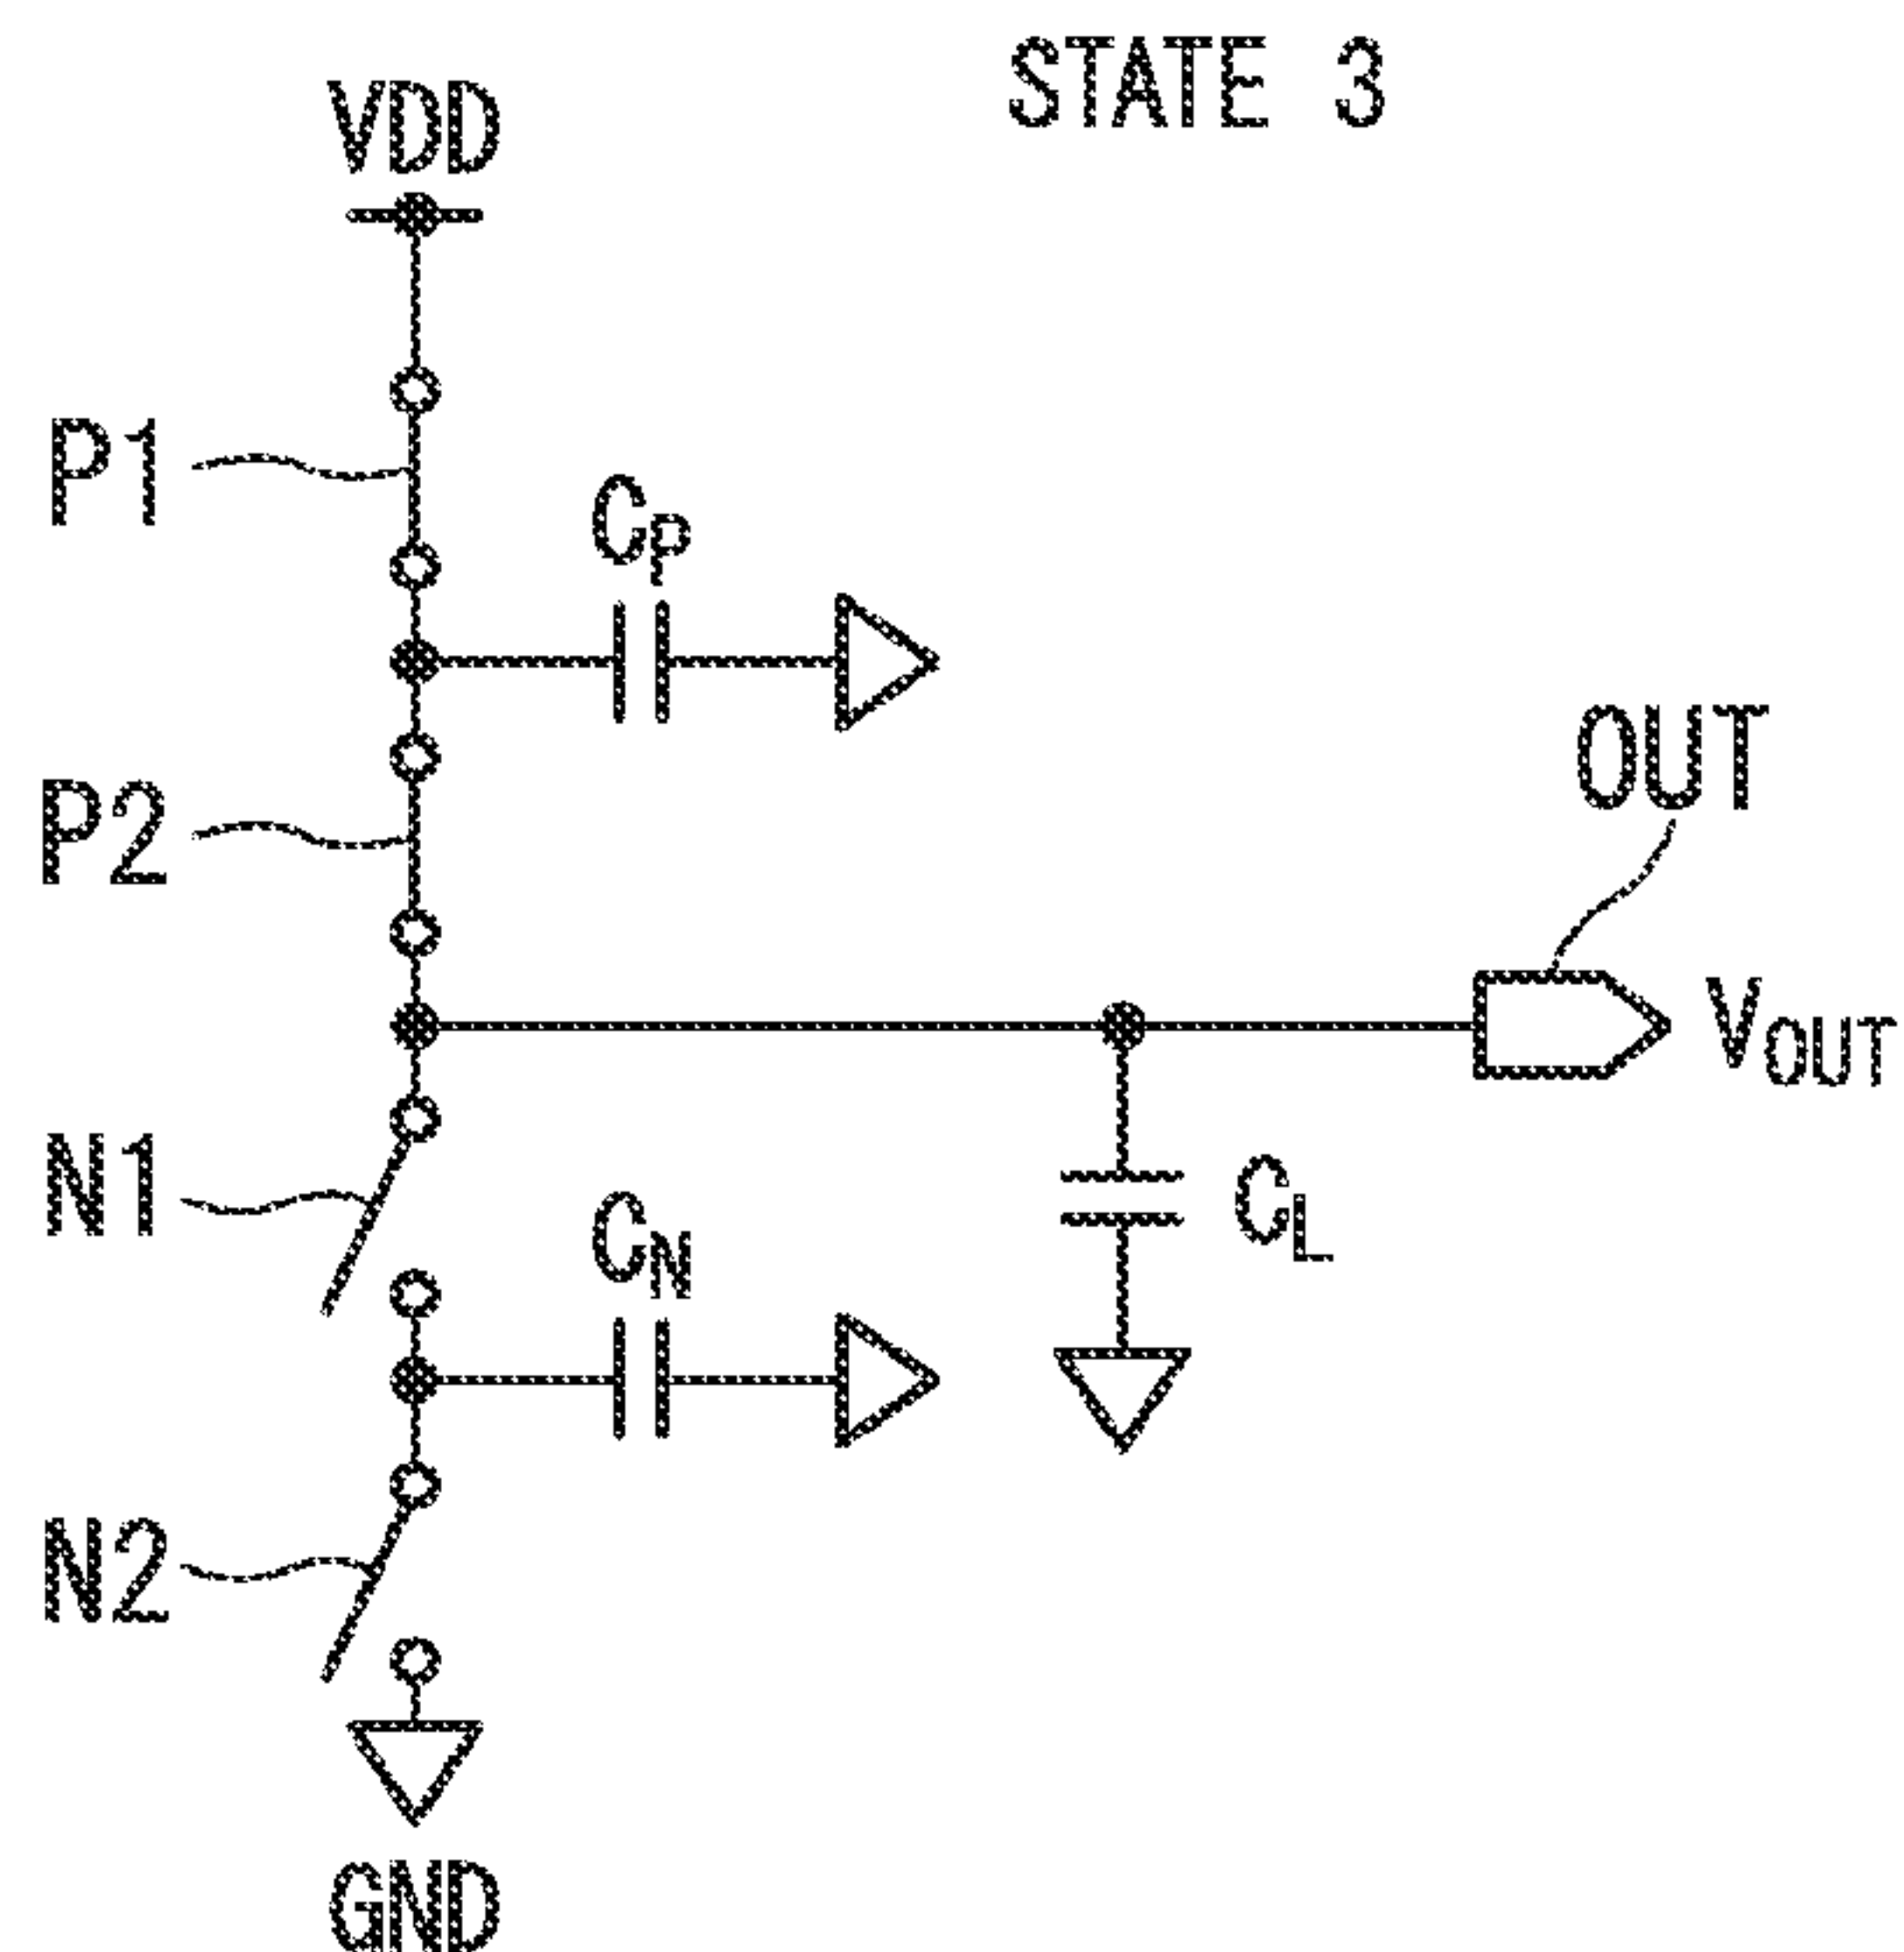 STATE 3
VDD
P1
CP
P2
OUT
VOUT
N1
CN
CL
N2
GND